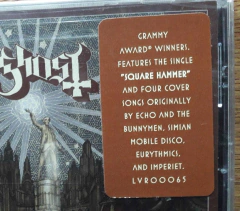 Ghost
GRAMMY
AWARD® WINNERS.
FEATURES THE SINGLE
"SQUARE HAMMER"
AND FOUR COVER
SONGS ORIGINALLY
BY ECHO AND THE
BUNNYMEN, SIMIAN
MOBILE DISCO,
EURYTHMICS,
AND IMPERIET.
LVR00065